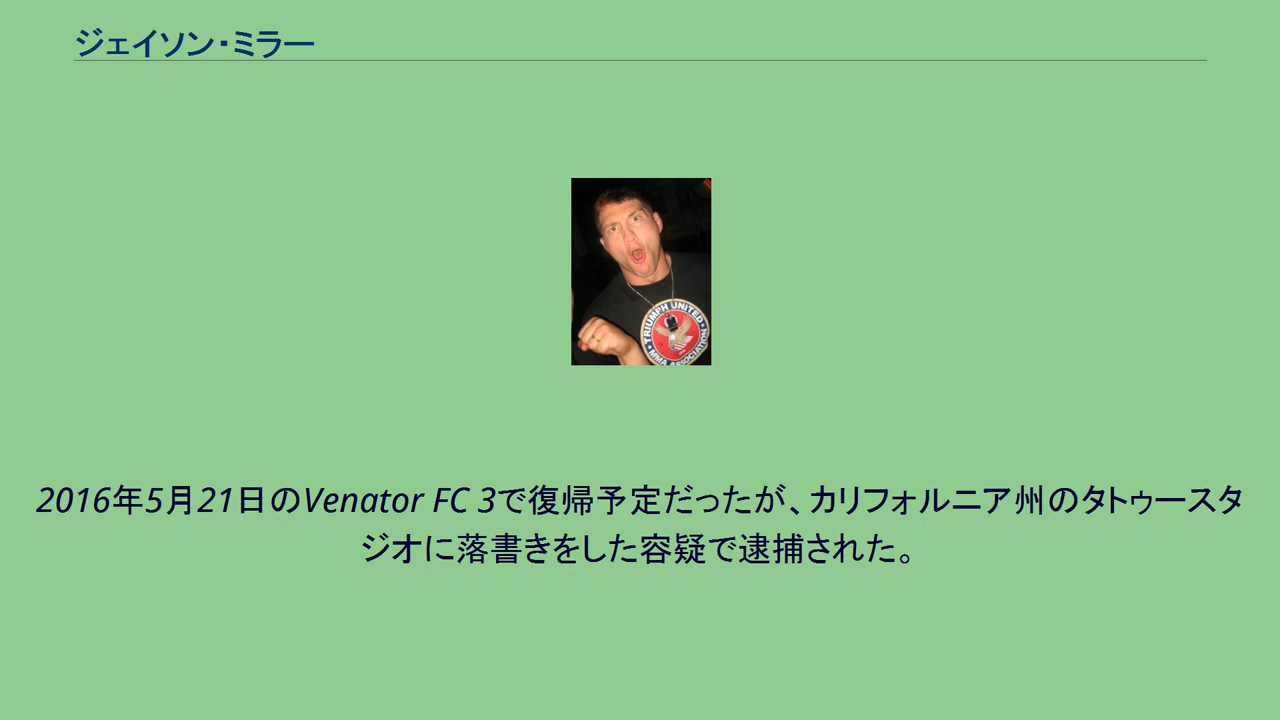 ジェイソン・ミラー
TRIUMPH UNITED
MMA ASSOCIATION
2016年5月21日のVenator FC 3で復帰予定だったが、カリフォルニア州のタトゥースタ
ジオに落書きをした容疑で逮捕された。